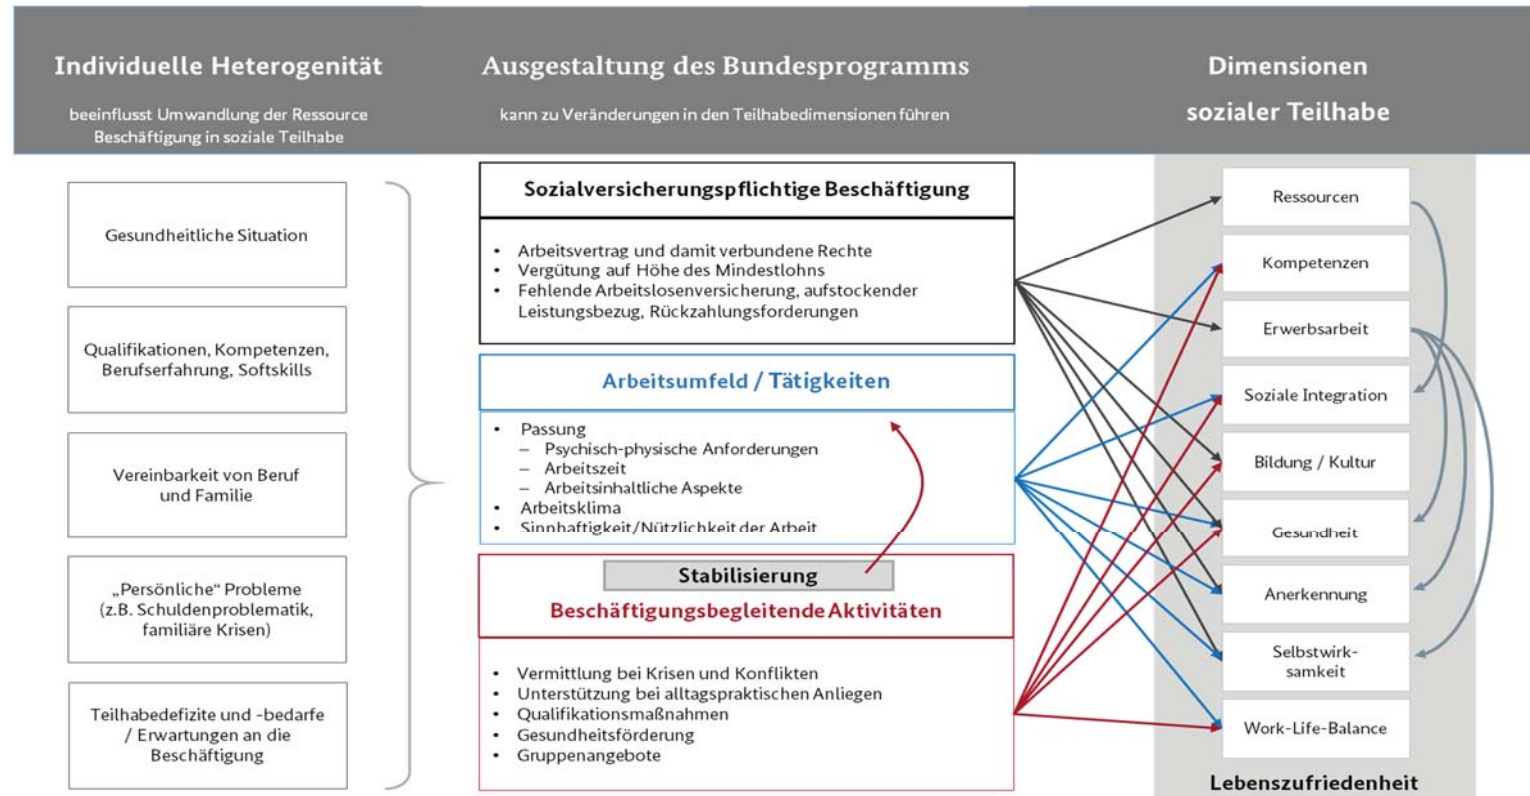 Individuelle Heterogenität
beeinflusst Umwandlung der Ressource
Beschäftigung in soziale Teilhabe
Ausgestaltung des Bundesprogramms
kann zu Veränderungen in den Teilhabedimensionen führen
Dimensionen
sozialer Teilhabe
Gesundheitliche Situation
Qualifikationen, Kompetenzen,
Berufserfahrung, Softskills
Vereinbarkeit von Beruf
und Familie
„Persönliche“ Probleme
(z.B. Schuldenproblematik,
familiäre Krisen)
Teilhabedefizite und -bedarfe
/ Erwartungen an die
Beschäftigung
Sozialversicherungspflichtige Beschäftigung
• Arbeitsvertrag und damit verbundene Rechte
• Vergütung auf Höhe des Mindestlohns
• Fehlende Arbeitslosenversicherung, aufstockender
Leistungsbezug, Rückzahlungsforderungen
Arbeitsumfeld / Tätigkeiten
• Passung
– Psychisch-physische Anforderungen
– Arbeitszeit
– Arbeitsinhaltliche Aspekte
• Arbeitsklima
• Sinnhaftigkeit/Nützlichkeit der Arbeit
Stabilisierung
Beschäftigungsbegleitende Aktivitäten
• Vermittlung bei Krisen und Konflikten
• Unterstützung bei alltagspraktischen Anliegen
• Qualifikationsmaßnahmen
• Gesundheitsförderung
• Gruppenangebote
Ressourcen
Kompetenzen
Erwerbsarbeit
Soziale Integration
Bildung / Kultur
Gesundheit
Anerkennung
Selbstwirk-
samkeit
Work-Life-Balance
Lebenszufriedenheit